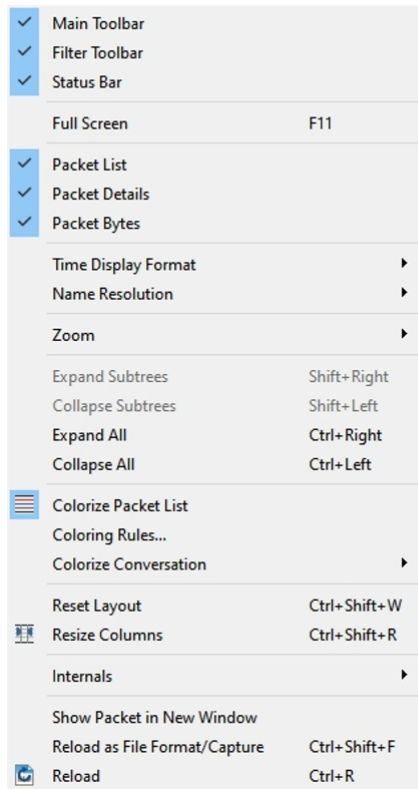 Main Toolbar
Filter Toolbar
Status Bar
Full Screen F11
Packet List
Packet Details
Packet Bytes
Time Display Format
Name Resolution
Zoom
Expand Subtrees Shift+Right
Collapse Subtrees Shift+Left
Expand All Ctrl+Right
Collapse All Ctrl+Left
Colorize Packet List
Coloring Rules...
Colorize Conversation
Reset Layout Ctrl+Shift+W
Resize Columns Ctrl+Shift+R
Internals
Show Packet in New Window
Reload as File Format/Capture Ctrl+Shift+F
Reload Ctrl+R